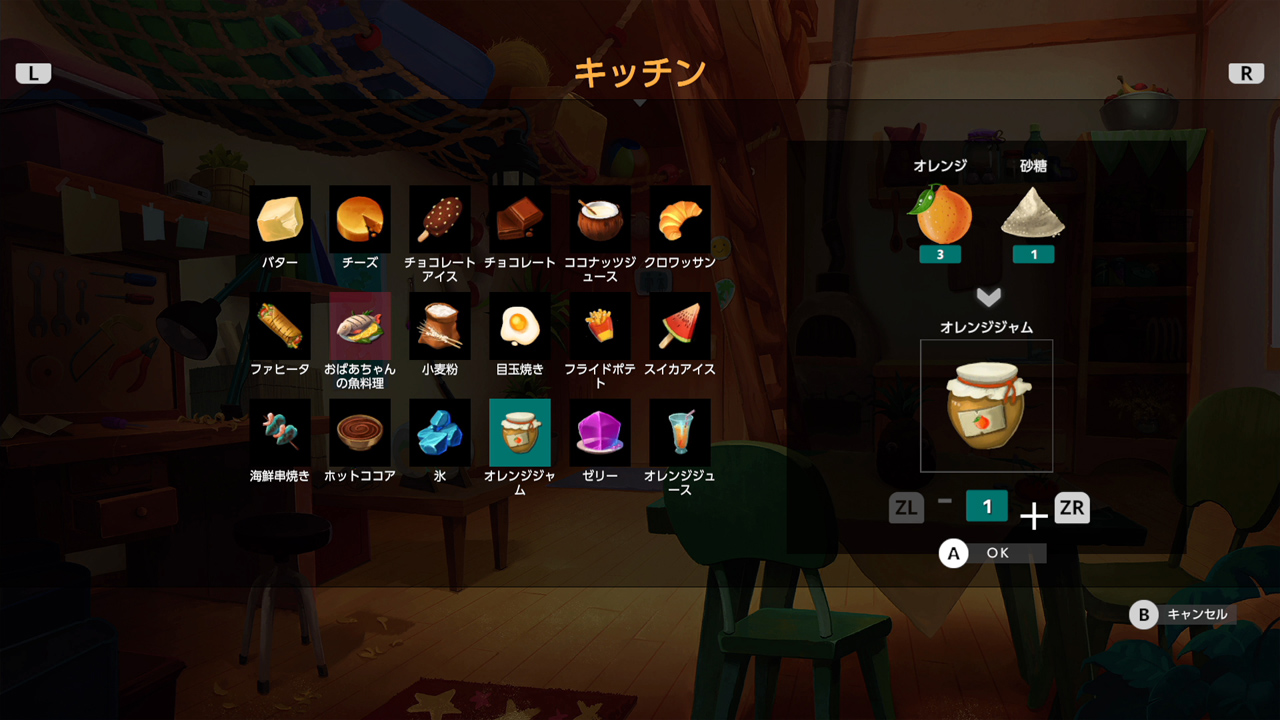 L
キッチン
R
オレンジ
砂糖
3
1
バター
チーズ
チョコレート
アイス
チョコレート
ココナッツジ
ュース
クロワッサン
オレンジジャム
ファヒータ
おばあちゃん
の魚料理
小麦粉
目玉焼き
フライドポテ
ト
スイカアイス
海鮮串焼き
ホットココア
氷
オレンジジャ
ム
ゼリー
オレンジジュ
ース
ZL
1
ZR
A OK
B キャンセル